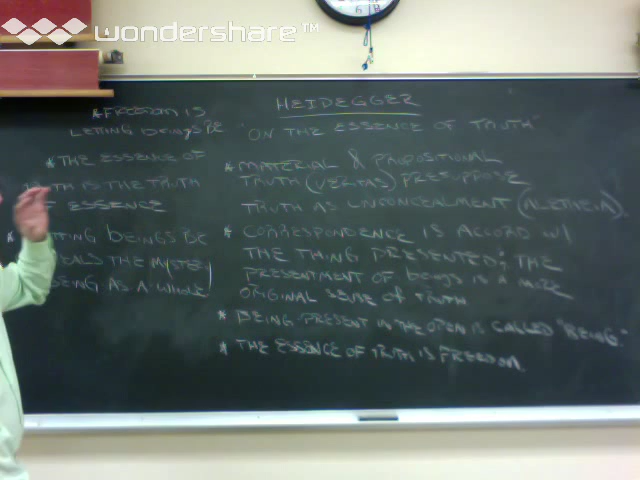 wondershare™
HEIDEGGER
"ON THE ESSENCE OF TRUTH"
*FREEDOM IS
LETING BEINGS BE
*THE ESSENCE OF
TH IS THE TRUTH
ESSENCE
* TTING BEINGS BE
EALS THE MYSTERY
BEING AS A WHOLE
* MATERIAL & PROPOSITIONAL
TRUTH (VERITAS) PRESUPPOSE
TRUTH AS UNCONCEALMENT (ALETHEIA).
* CORRESPONDENCE IS ACCORD W/
THE THING PRESENTED; THE
PRESENTMENT OF BEINGS IS A MORE
ORIGINAL SENSE OF TRUTH
* BEING PRESENT IN THE OPEN IS CALLED "BEING."
* THE ESSENCE OF TRUTH IS FREEDOM.